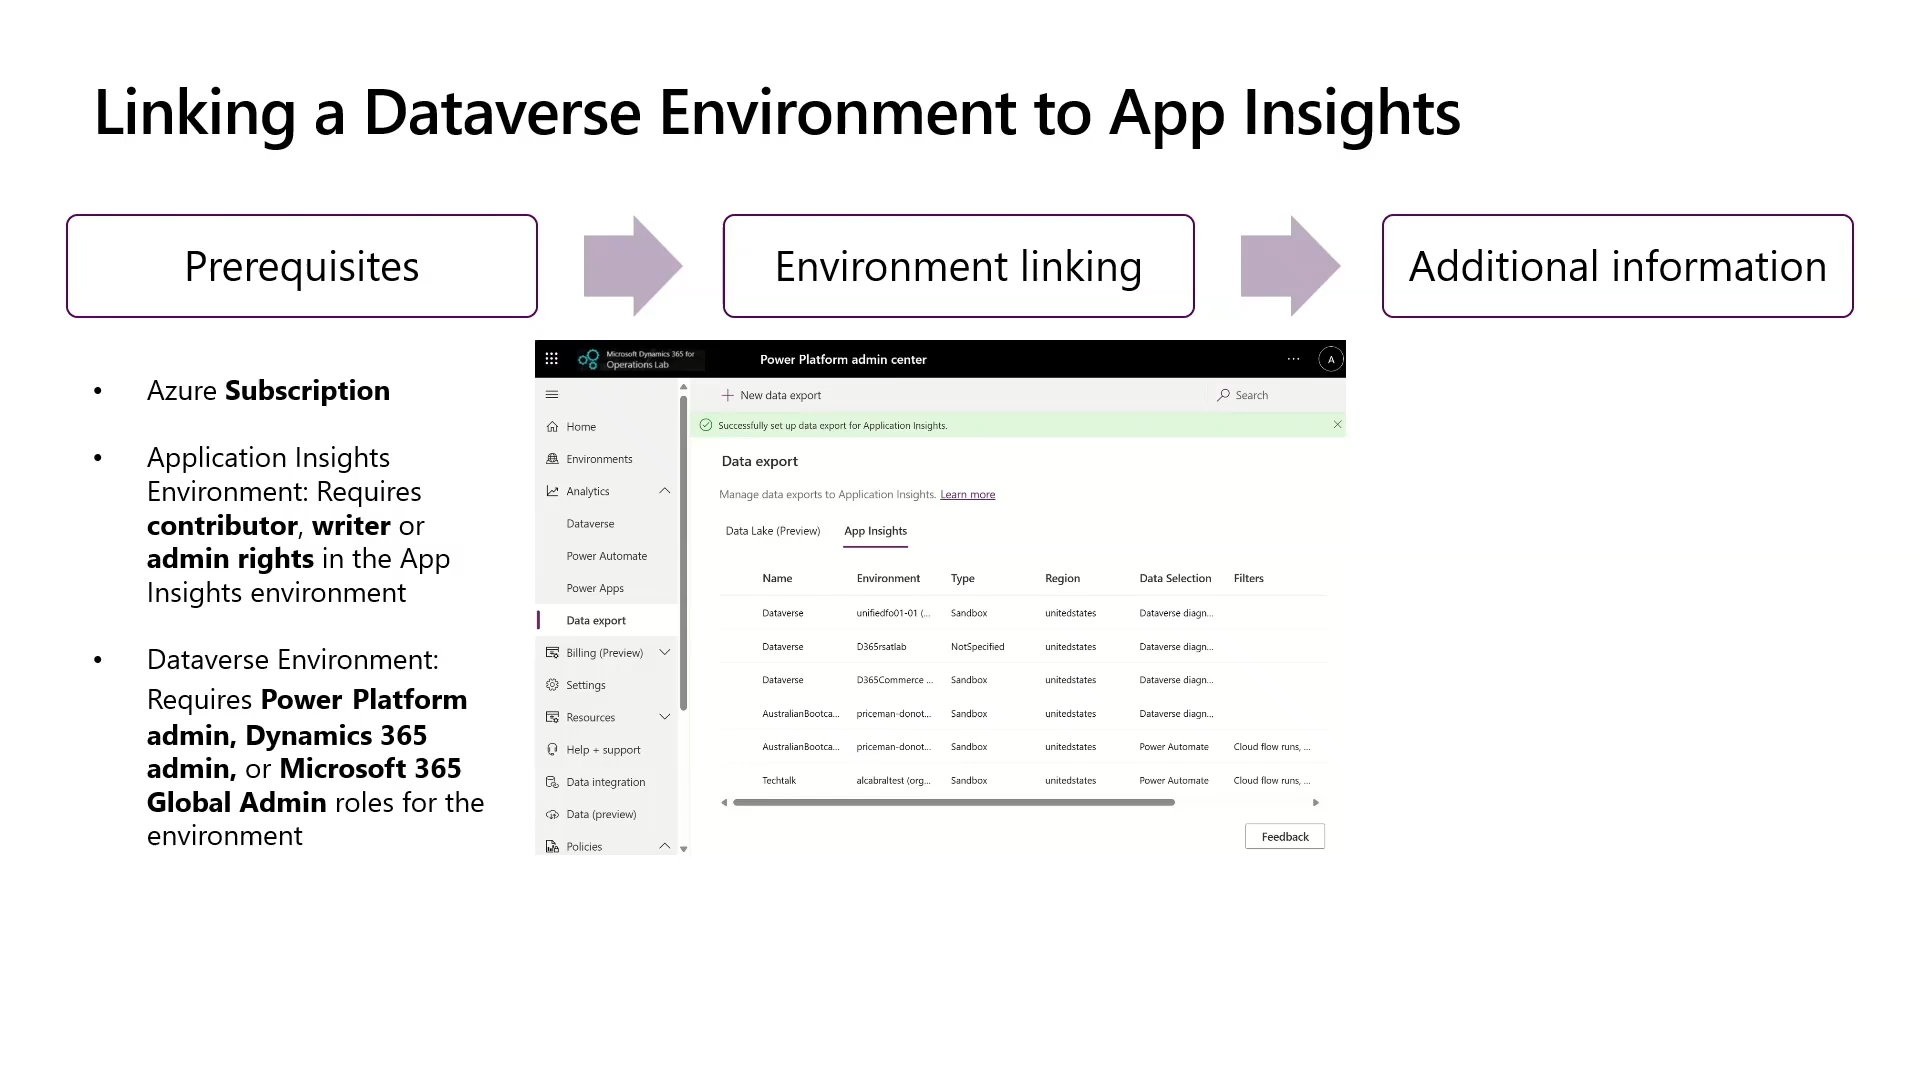 Linking a Dataverse Environment to App Insights
Prerequisites
Environment linking
Additional information
• Azure Subscription
• Application Insights
Environment: Requires
contributor, writer or
admin rights in the App
Insights environment
• Dataverse Environment:
Requires Power Platform
admin, Dynamics 365
admin, or Microsoft 365
Global Admin roles for the
environment
Microsoft Dynamics 365 for
Operations Lab
Power Platform admin center
A
Home
Environments
Analytics
Dataverse
Power Automate
Power Apps
Data export
Billing (Preview)
Settings
Resources
Help + support
Data integration
Data (preview)
Policies
New data export
Search
Successfully set up data export for Application Insights.
Data export
Manage data exports to Application Insights. Learn more
Data Lake (Preview) App Insights
Name Environment Type Region Data Selection Filters
Dataverse unifiedfo01-01 (... Sandbox unitedstates Dataverse diagn...
Dataverse D365rsatlab NotSpecified unitedstates Dataverse diagn...
Dataverse D365Commerce ... Sandbox unitedstates Dataverse diagn...
AustralianBootca... priceman-donot... Sandbox unitedstates Dataverse diagn...
AustralianBootca... priceman-donot... Sandbox unitedstates Power Automate Cloud flow runs, ...
Techtalk alcabraltest (org... Sandbox unitedstates Power Automate Cloud flow runs, ...
Feedback